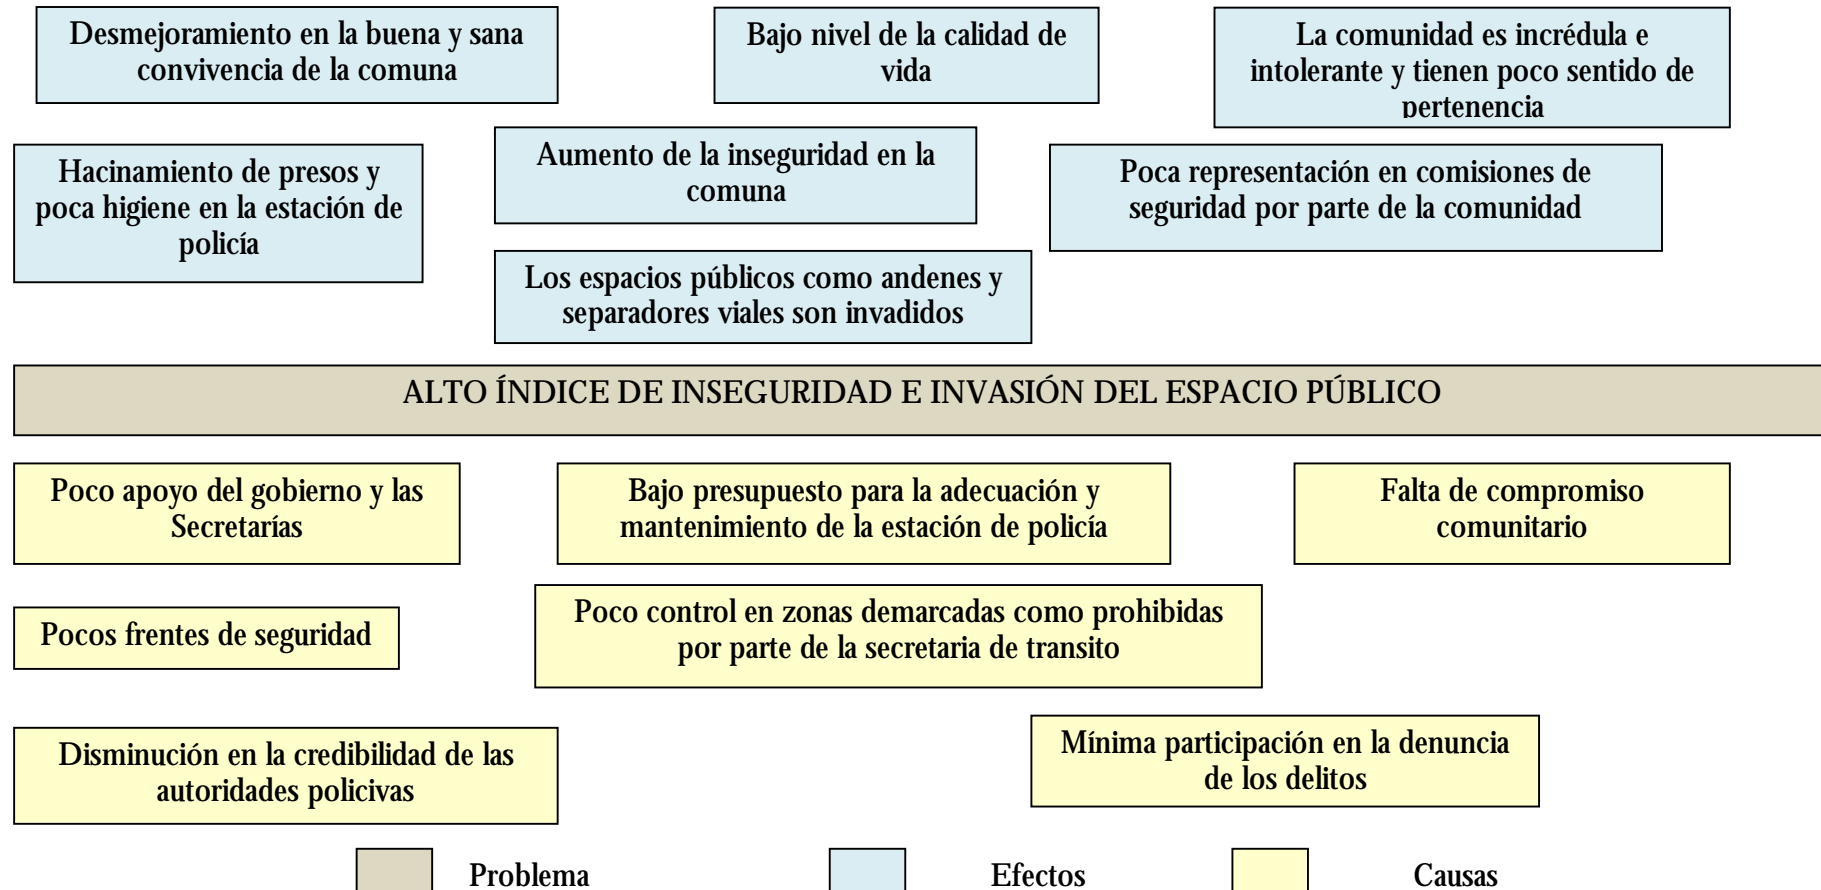 Desmejoramiento en la buena y sana
convivencia de la comuna
Bajo nivel de la calidad de
vida
La comunidad es incrédula e
intolerante y tienen poco sentido de
pertenencia
Hacinamiento de presos y
poca higiene en la estación de
policía
Aumento de la inseguridad en la
comuna
Poca representación en comisiones de
seguridad por parte de la comunidad
Los espacios públicos como andenes y
separadores viales son invadidos
ALTO ÍNDICE DE INSEGURIDAD E INVASIÓN DEL ESPACIO PÚBLICO
Poco apoyo del gobierno y las
Secretarías
Bajo presupuesto para la adecuación y
mantenimiento de la estación de policía
Falta de compromiso
comunitario
Pocos frentes de seguridad
Poco control en zonas demarcadas como prohibidas
por parte de la secretaria de transito
Disminución en la credibilidad de las
autoridades policivas
Mínima participación en la denuncia
de los delitos
Problema
Efectos
Causas